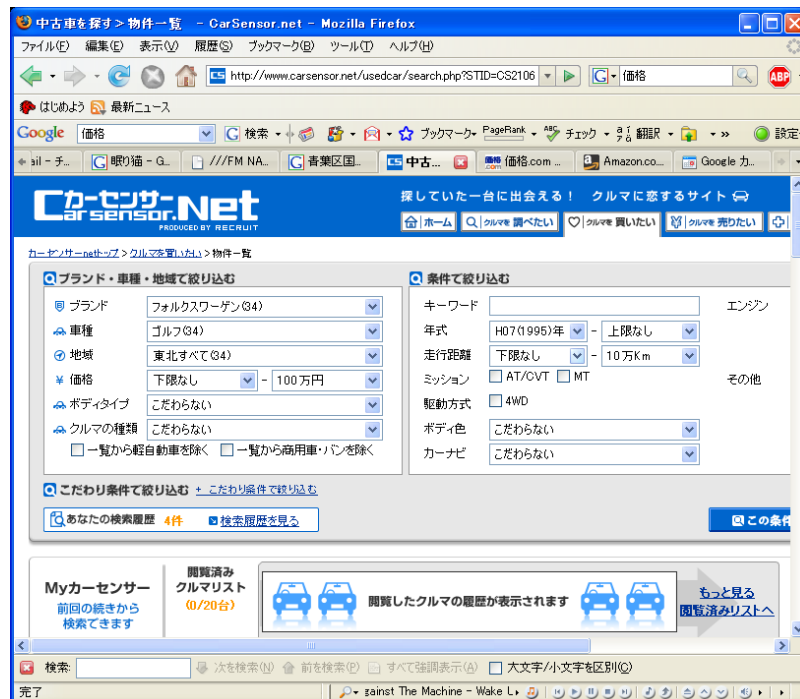 中古車を探す > 物件一覧 - CarSensor.net - Mozilla Firefox
ファイル(F) 編集(E) 表示(V) 履歴(S) ブックマーク(B) ツール(T) ヘルプ(H)
http://www.carsensor.net/usedcar/search.php?STID=CS2106 価格 ABP
はじめよう 最新ニュース
Google 価格 検索 ブックマーク PageRank チェック 翻訳 設定
ail - チ... 眠り猫 - G... ///FM NA... 青葉区国... 中古... 価格.com ... Amazon.co... Google カ...
カーセンサー.Net
Car sensor.Net
PRODUCED BY RECRUIT
探していた一台に出会える! クルマに恋するサイト
ホーム クルマを 調べたい クルマを 買いたい クルマを 売りたい
カーセンサーnetトップ > クルマを買いたい > 物件一覧
ブランド・車種・地域で絞り込む
ブランド フォルクスワーゲン(34)
車種 ゴルフ(34)
地域 東北すべて(34)
価格 下限なし - 100万円
ボディタイプ こだわらない
クルマの種類 こだわらない
一覧から軽自動車を除く 一覧から商用車・バンを除く
条件で絞り込む
キーワード エンジン
年式 H07(1995)年 - 上限なし
走行距離 下限なし - 10万Km
ミッション AT/CVT MT その他
駆動方式 4WD
ボディ色 こだわらない
カーナビ こだわらない
こだわり条件で絞り込む + こだわり条件で絞り込む
あなたの検索履歴 4件 検索履歴を見る
この条件
Myカーセンサー
前回の続きから
検索できます
閲覧済み
クルマリスト
(0/20台)
閲覧したクルマの履歴が表示されます
もっと見る
閲覧済みリストへ
検索: 次を検索(N) 前を検索(P) すべて強調表示(A) 大文字/小文字を区別(C)
完了 gainst The Machine - Wake L